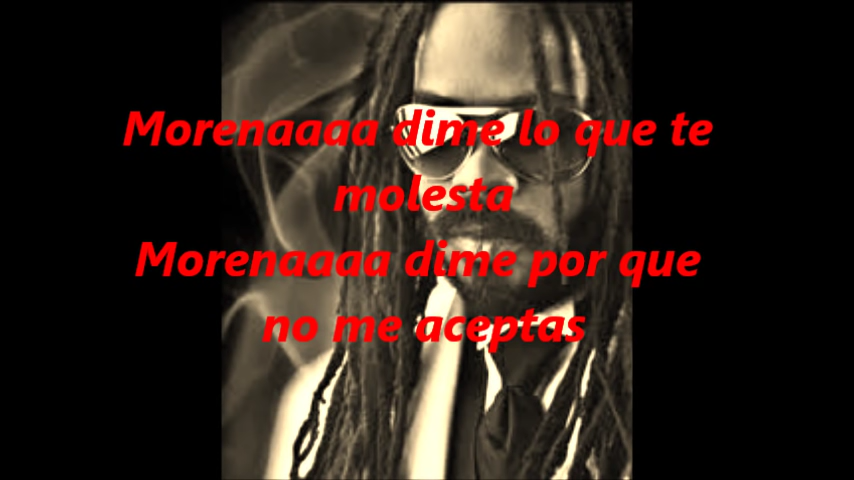 Morenaaaa dime lo que te
molesta
Morenaaaa dime por que
no me aceptas